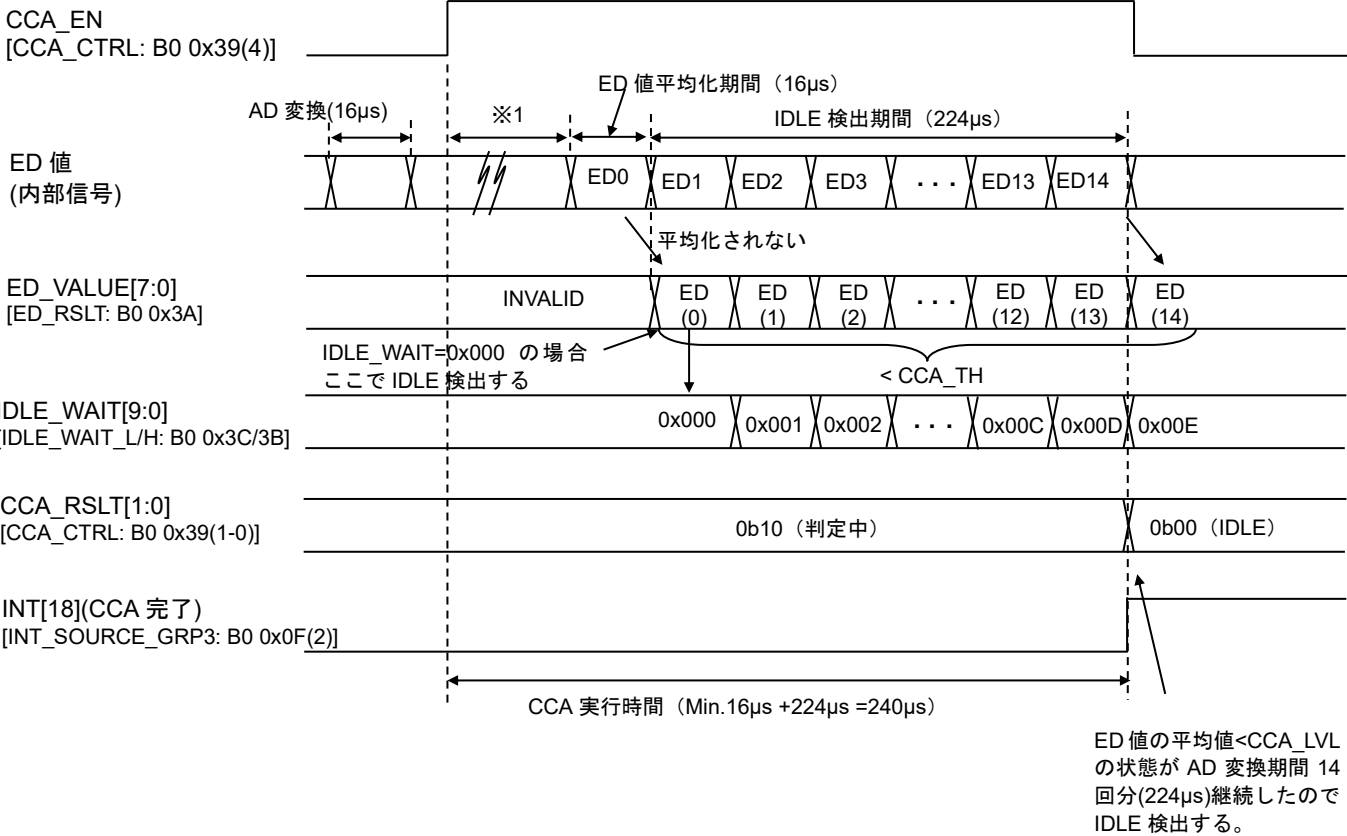 CCA_EN
[CCA_CTRL: B0 0x39(4)]
ED 値平均化期間（16μs）
AD 変換(16μs)
※1
IDLE 検出期間（224μs）
ED 値
(内部信号)
ED0
ED1
ED2
ED3
・・・
ED13
ED14
平均化されない
ED_VALUE[7:0]
[ED_RSLT: B0 0x3A]
INVALID
ED
(0)
ED
(1)
ED
(2)
・・・
ED
(12)
ED
(13)
ED
(14)
IDLE_WAIT=0x000 の場合
ここで IDLE 検出する
< CCA_TH
IDLE_WAIT[9:0]
[IDLE_WAIT_L/H: B0 0x3C/3B]
0x000
0x001
0x002
・・・
0x00C
0x00D
0x00E
CCA_RSLT[1:0]
[CCA_CTRL: B0 0x39(1-0)]
0b10（判定中）
0b00（IDLE）
INT[18](CCA 完了)
[INT_SOURCE_GRP3: B0 0x0F(2)]
CCA 実行時間（Min.16μs +224μs =240μs）
ED 値の平均値<CCA_LVL
の状態が AD 変換期間 14
回分(224μs)継続したので
IDLE 検出する。